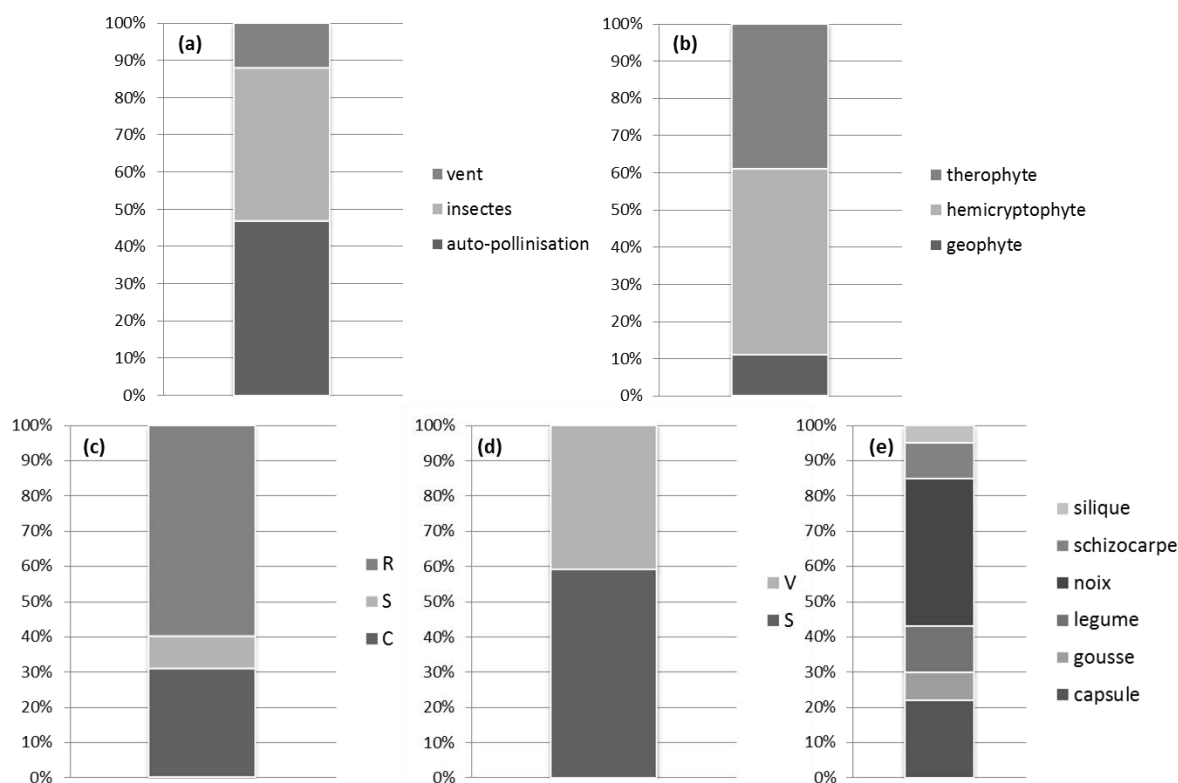 (a)
100%
90%
80%
70%
60%
50%
40%
30%
20%
10%
0%
vent
insectes
auto-pollinisation
(b)
100%
90%
80%
70%
60%
50%
40%
30%
20%
10%
0%
therophyte
hemicryptophyte
geophyte
(c)
100%
90%
80%
70%
60%
50%
40%
30%
20%
10%
0%
R
S
C
(d)
100%
90%
80%
70%
60%
50%
40%
30%
20%
10%
0%
V
S
(e)
100%
90%
80%
70%
60%
50%
40%
30%
20%
10%
0%
silique
schizocarpe
noix
legume
gousse
capsule